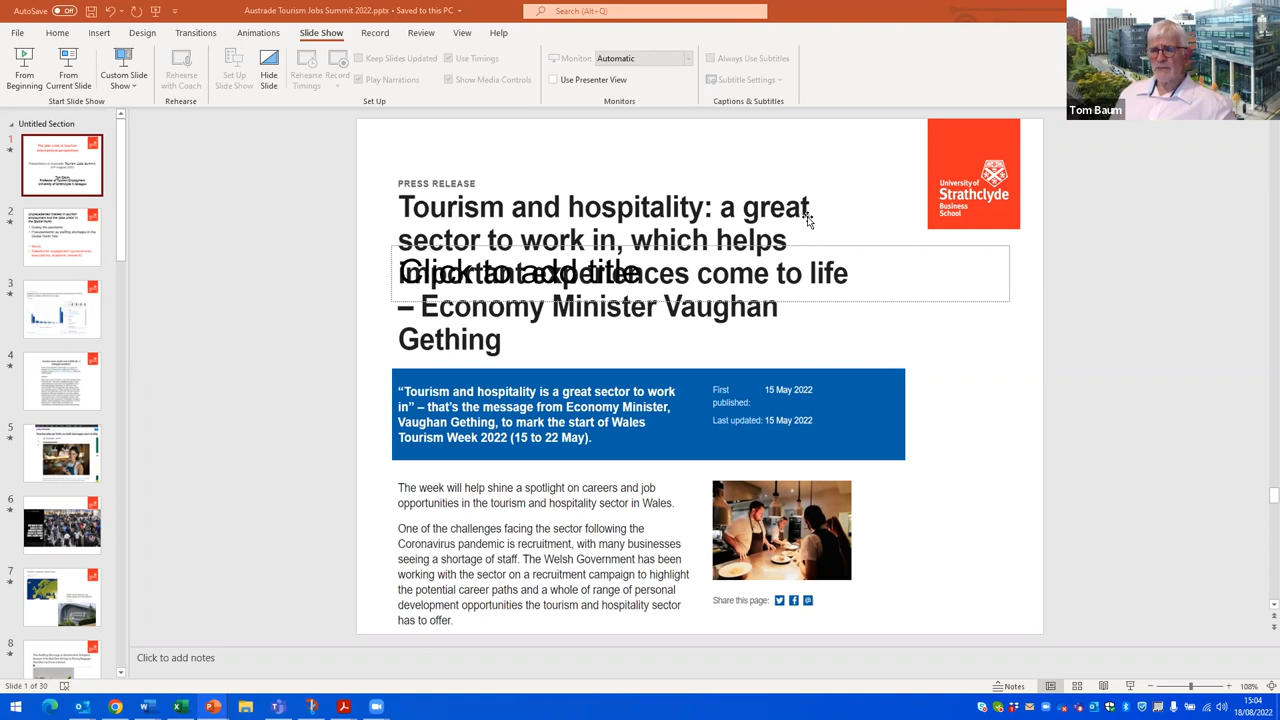 AutoSave Off
Austrade Tourism Jobs Summit 2022.pptx • Saved to this PC
Search (Alt+Q)
File Home Insert Design Transitions Animations Slide Show Record Review View Help
From Beginning
From Current Slide
Custom Slide Show
Rehearse with Coach
Set Up Slide Show
Hide Slide
Rehearse Timings
Record
Keep Slides Updated
Use Timings
Play Narrations
Show Media Controls
Monitor: Automatic
Use Presenter View
Always Use Subtitles
Subtitle Settings
Start Slide Show
Rehearse
Set Up
Monitors
Captions & Subtitles
Tom Baum
Untitled Section
1
2
3
4
6
7
8
University of
Strathclyde
Business
School
PRESS RELEASE
Tourism and hospitality: a great
sector to work in, which helps
important experiences come to life
– Economy Minister Vaughan
Gething
Click to add title
“Tourism and hospitality is a great sector to work
in” – that’s the message from Economy Minister,
Vaughan Gething, to mark the start of Wales
Tourism Week 2022 (15 to 22 May).
First published: 15 May 2022
Last updated: 15 May 2022
The week will help shine a spotlight on careers and job
opportunities in the tourism and hospitality sector in Wales.
One of the challenges facing the sector following the
Coronavirus pandemic is recruitment, with many businesses
seeing a shortage of staff. The Welsh Government has been
working with the sector on a recruitment campaign to highlight
the potential career paths and a whole of range of personal
development opportunities the tourism and hospitality sector
has to offer.
Share this page:
Click to add notes
Slide 1 of 30
Notes
108%
15:04
18/08/2022